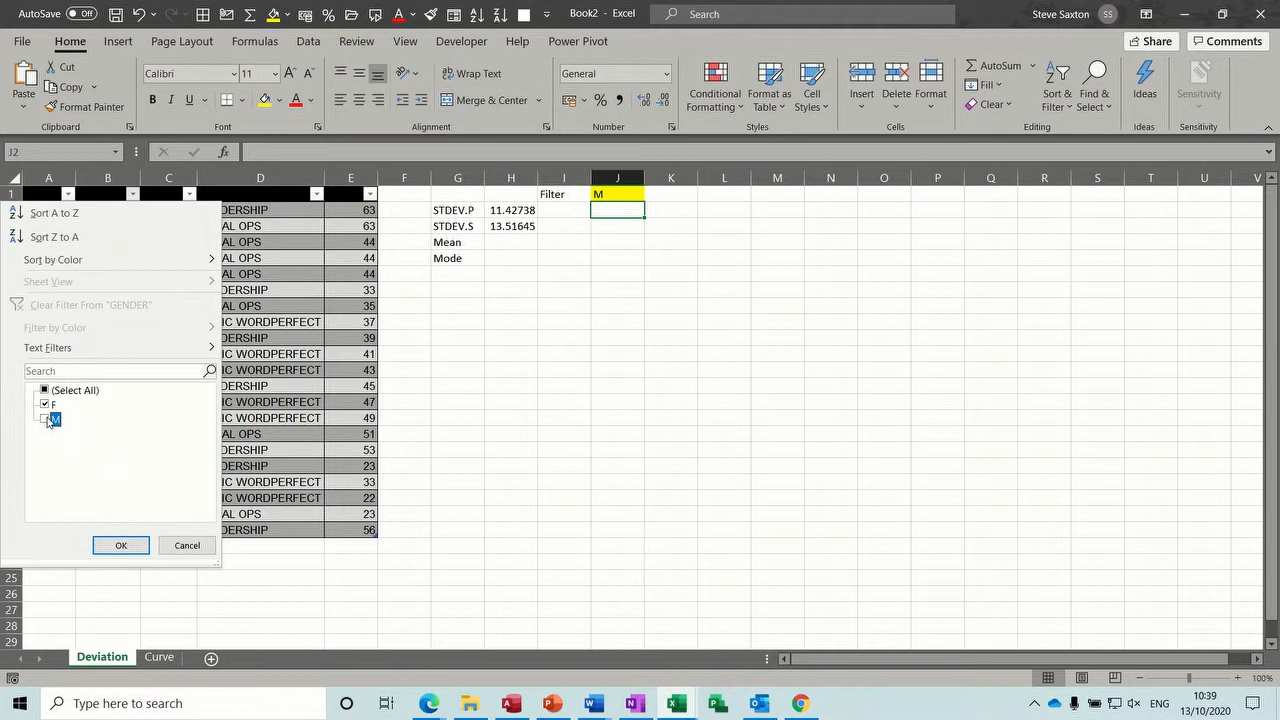 AutoSave Off Book2 - Excel Search Steve Saxton SS
File Home Insert Page Layout Formulas Data Review View Developer Help Power Pivot Share Comments
Paste Cut Copy Format Painter
Calibri 11
B I U
Wrap Text
Merge & Center
General
Conditional Formatting Format as Table Cell Styles
Insert Delete Format
AutoSum Fill Clear
Sort & Filter Find & Select
Ideas Sensitivity
Clipboard Font Alignment Number Styles Cells Editing Ideas Sensitivity
J2 fx
A B C D E F G H I J K L M N O P Q R S T U V
1 Filter M
DERSHIP 63 STDEV.P 11.42738
AL OPS 63 STDEV.S 13.51645
AL OPS 44 Mean
AL OPS 44 Mode
AL OPS 44
DERSHIP 33
AL OPS 35
IC WORDPERFECT 37
DERSHIP 39
IC WORDPERFECT 41
IC WORDPERFECT 43
DERSHIP 45
IC WORDPERFECT 47
IC WORDPERFECT 49
AL OPS 51
DERSHIP 53
DERSHIP 23
IC WORDPERFECT 33
IC WORDPERFECT 22
AL OPS 23
DERSHIP 56
Sort A to Z
Sort Z to A
Sort by Color
Sheet View
Clear Filter From "GENDER"
Filter by Color
Text Filters
Search
(Select All)
F
M
OK Cancel
25
26
27
28
29
Deviation Curve
100%
Type here to search
ENG
10:39
13/10/2020